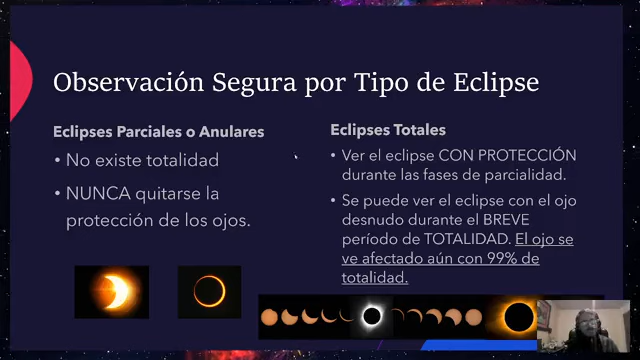 Observación Segura por Tipo de Eclipse
Eclipses Parciales o Anulares
• No existe totalidad
• NUNCA quitarse la
protección de los ojos.
Eclipses Totales
• Ver el eclipse CON PROTECCIÓN
durante las fases de parcialidad.
• Se puede ver el eclipse con el ojo
desnudo durante el BREVE
período de TOTALIDAD. El ojo se
ve afectado aún con 99% de
totalidad.